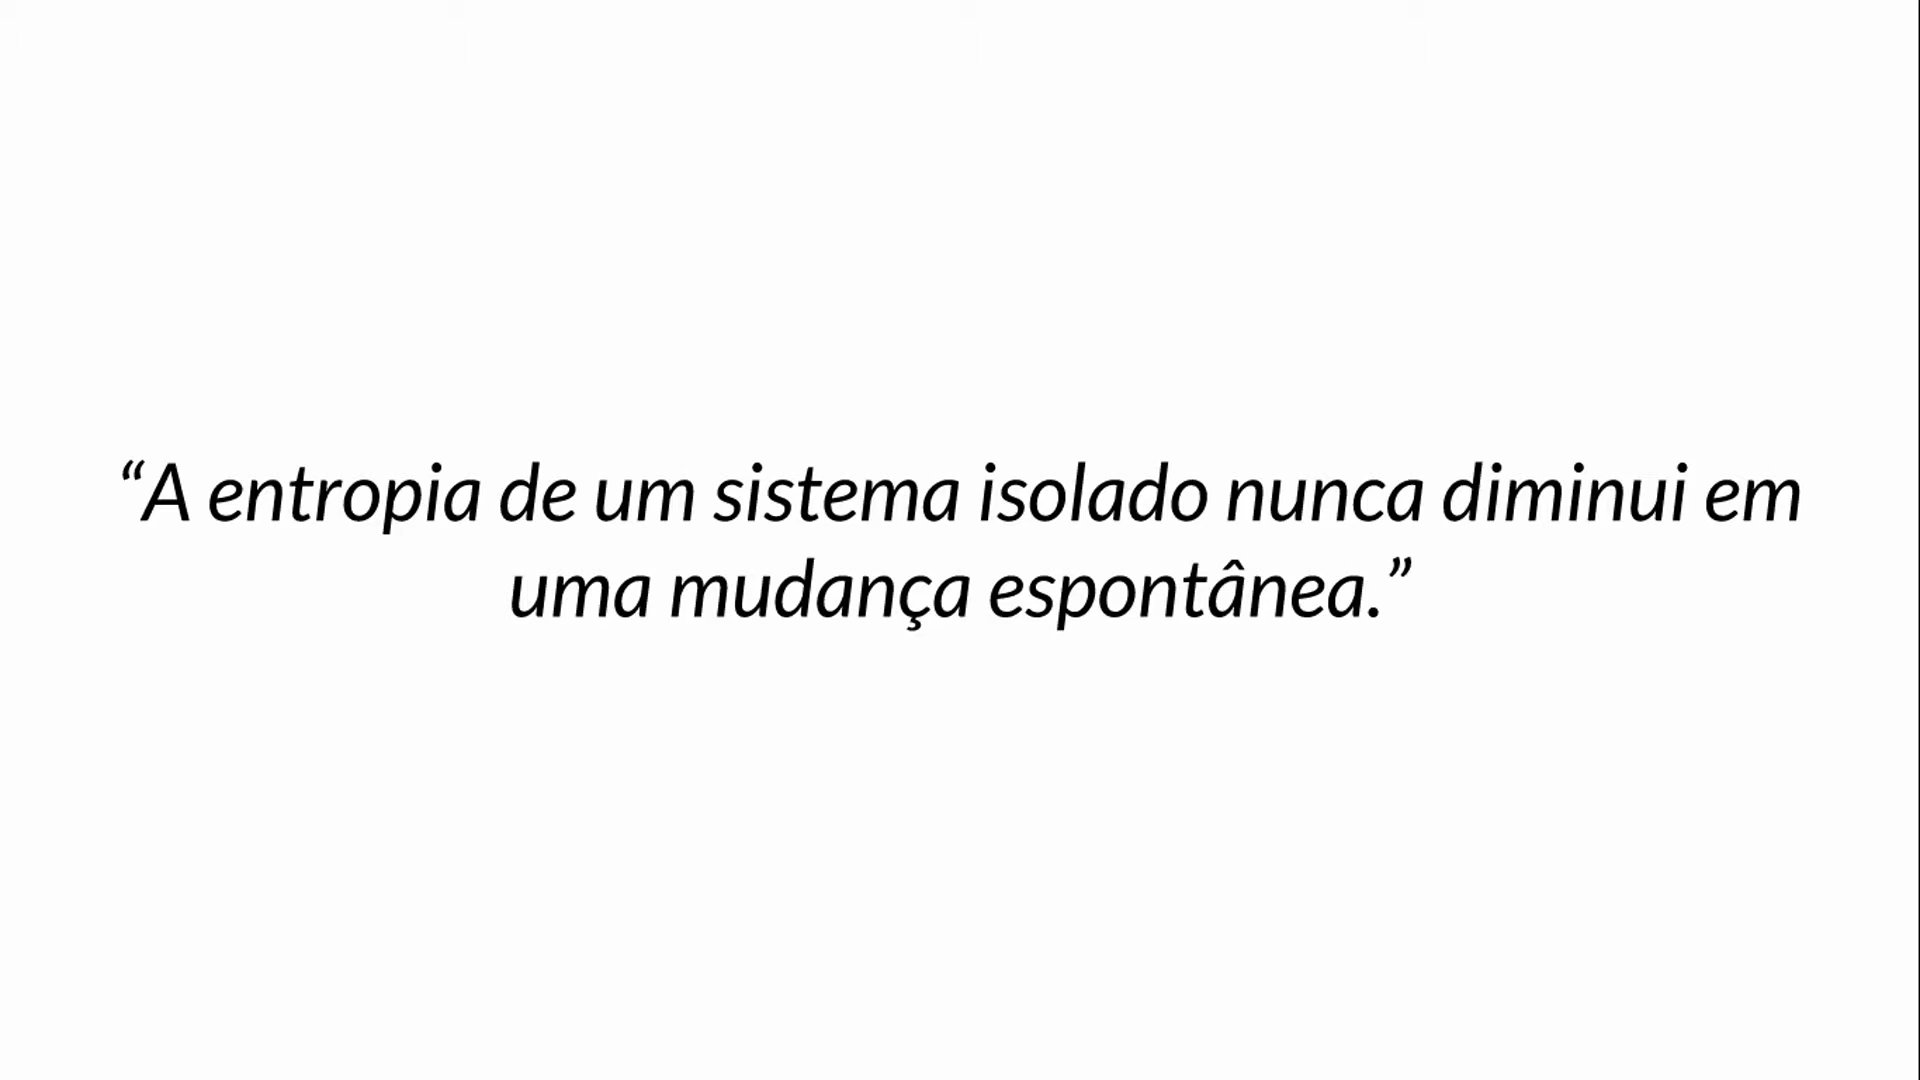 “A entropia de um sistema isolado nunca diminui em
uma mudança espontânea.”